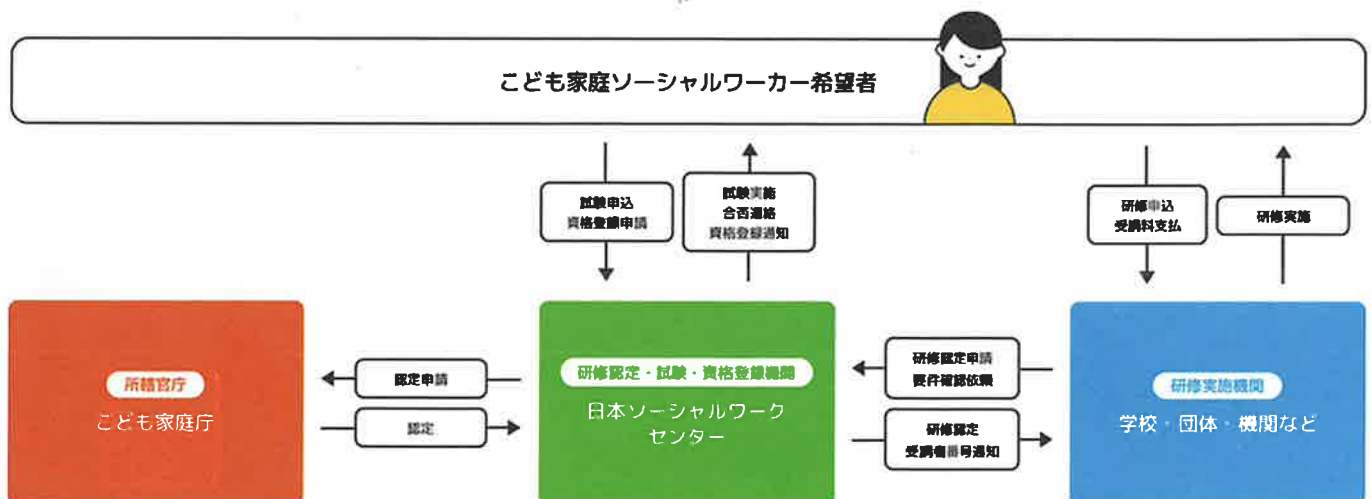 こども家庭ソーシャルワーカー希望者
試験申込
資格登録申請
試験実施
合否連絡
資格登録通知
研修申込
受講料支払
研修実施
所轄官庁
こども家庭庁
認定申請
認定
研修認定・試験・資格登録機関
日本ソーシャルワーク
センター
研修認定申請
要件確認依頼
研修認定
受講者番号通知
研修実施機関
学校・団体・機関など